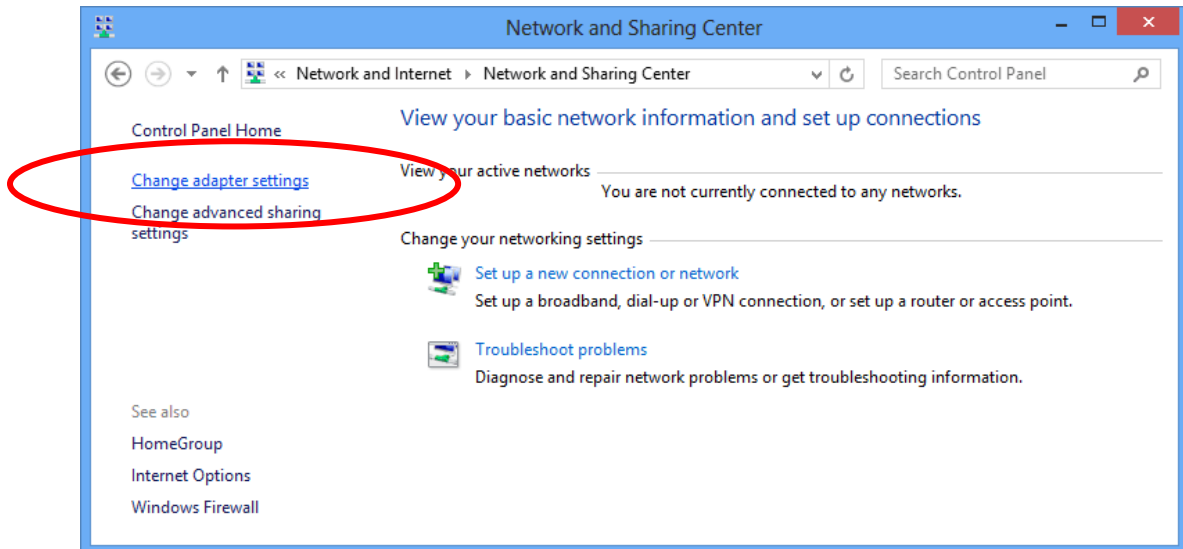 Network and Sharing Center
« Network and Internet ▸ Network and Sharing Center
Search Control Panel
Control Panel Home
Change adapter settings
Change advanced sharing
settings
See also
HomeGroup
Internet Options
Windows Firewall
View your basic network information and set up connections
View your active networks
You are not currently connected to any networks.
Change your networking settings
Set up a new connection or network
Set up a broadband, dial-up or VPN connection, or set up a router or access point.
Troubleshoot problems
Diagnose and repair network problems or get troubleshooting information.